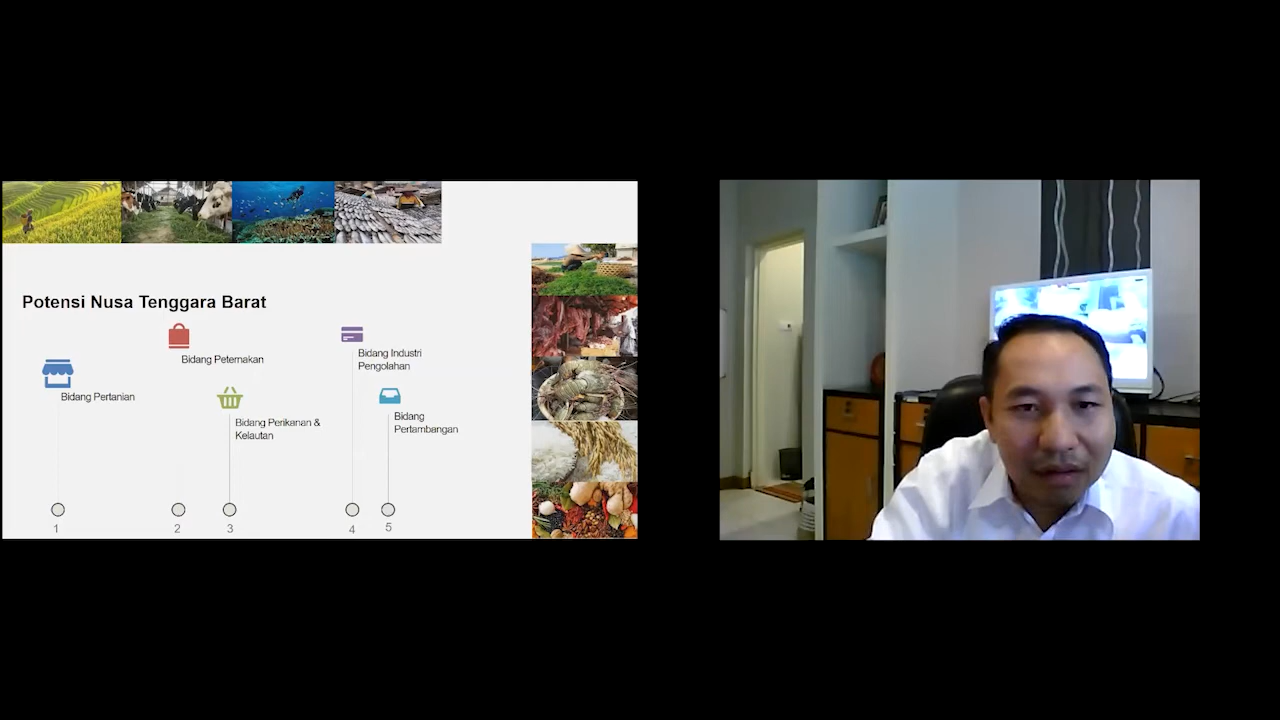 Potensi Nusa Tenggara Barat
Bidang Pertanian
Bidang Peternakan
Bidang Perikanan &
Kelautan
Bidang Industri
Pengolahan
Bidang
Pertambangan
1
2
3
4
5